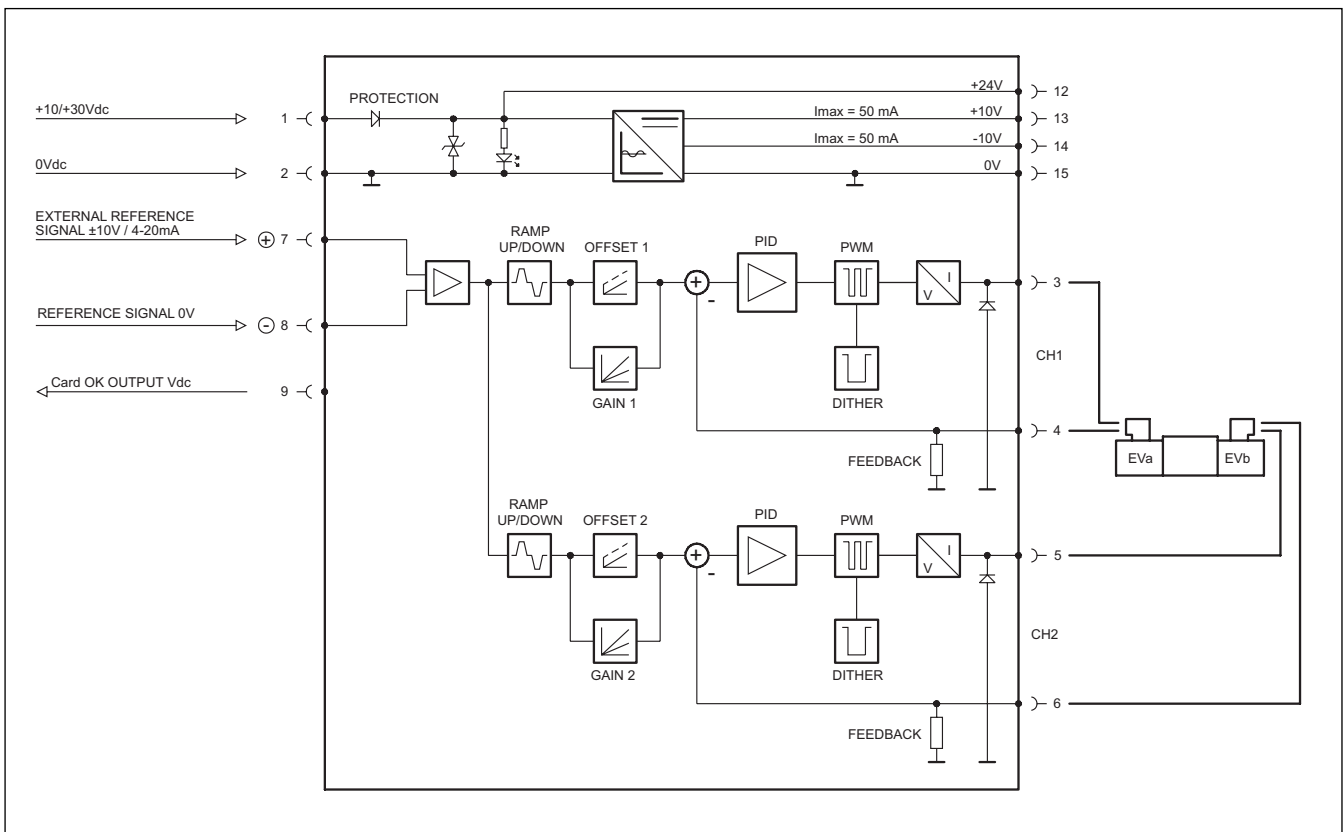 +10/+30Vdc
1
PROTECTION
+24V
12
Imax = 50 mA
+10V
13
Imax = 50 mA
-10V
14
0Vdc
2
0V
15
EXTERNAL REFERENCE
SIGNAL ±10V / 4-20mA
+ 7
RAMP
UP/DOWN
OFFSET 1
PID
PWM
+
-
I
V
3
REFERENCE SIGNAL 0V
- 8
CH1
Card OK OUTPUT Vdc
9
GAIN 1
DITHER
4
FEEDBACK
EVa
EVb
RAMP
UP/DOWN
OFFSET 2
PID
PWM
+
-
I
V
5
CH2
GAIN 2
DITHER
6
FEEDBACK